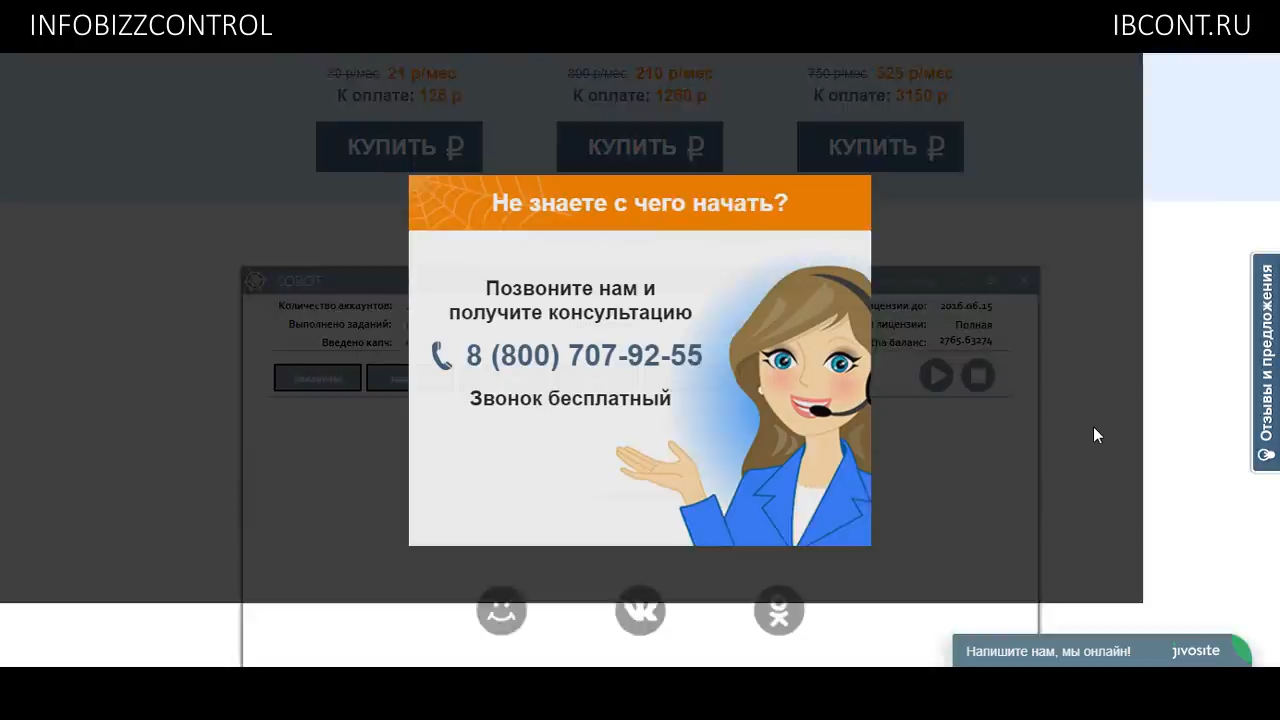 INFOBIZZCONTROL
IBCONT.RU
21 р/мес
210 р/мес
525 р/мес
К оплате: 126 р
К оплате: 1260 р
К оплате: 3150 р
КУПИТЬ ₽
КУПИТЬ ₽
КУПИТЬ ₽
Не знаете с чего начать?
Позвоните нам и
получите консультацию
8 (800) 707-92-55
Звонок бесплатный
Количество аккаунтов:
Выполнено заданий:
Введено капч:
2016.06.15
Полная
2765.63274
Отзывы и предложения
Напишите нам, мы онлайн!
jivosite